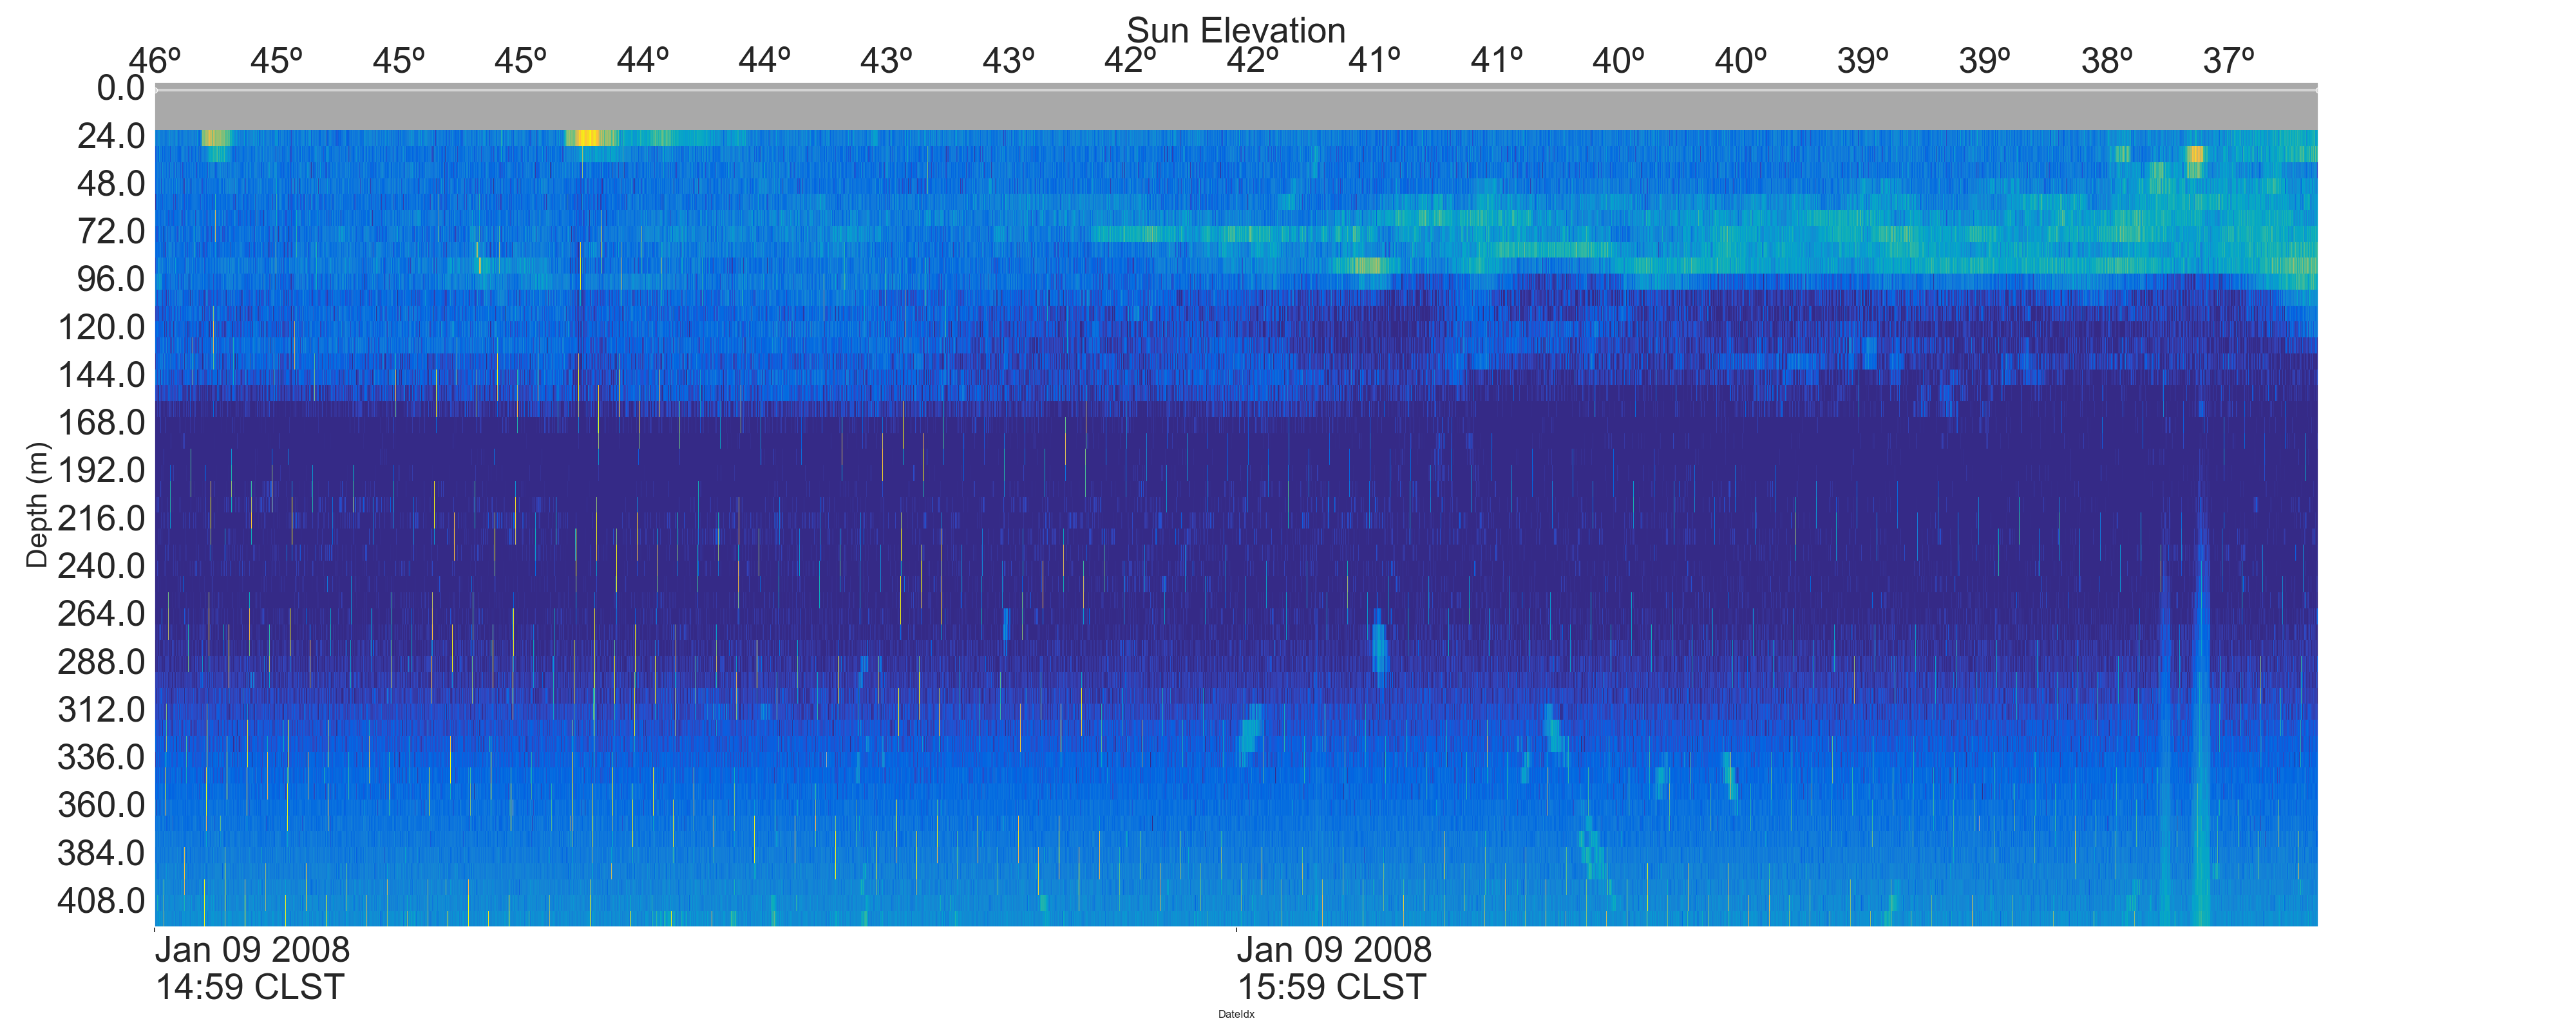 Sun Elevation
46º 45º 45º 45º 44º 44º 43º 43º 42º 42º 41º 41º 40º 40º 39º 39º 38º 37º
0.0
24.0
48.0
72.0
96.0
120.0
144.0
168.0
192.0
216.0
240.0
264.0
288.0
312.0
336.0
360.0
384.0
408.0
Depth (m)
Jan 09 2008
14:59 CLST
Jan 09 2008
15:59 CLST
DateIdx